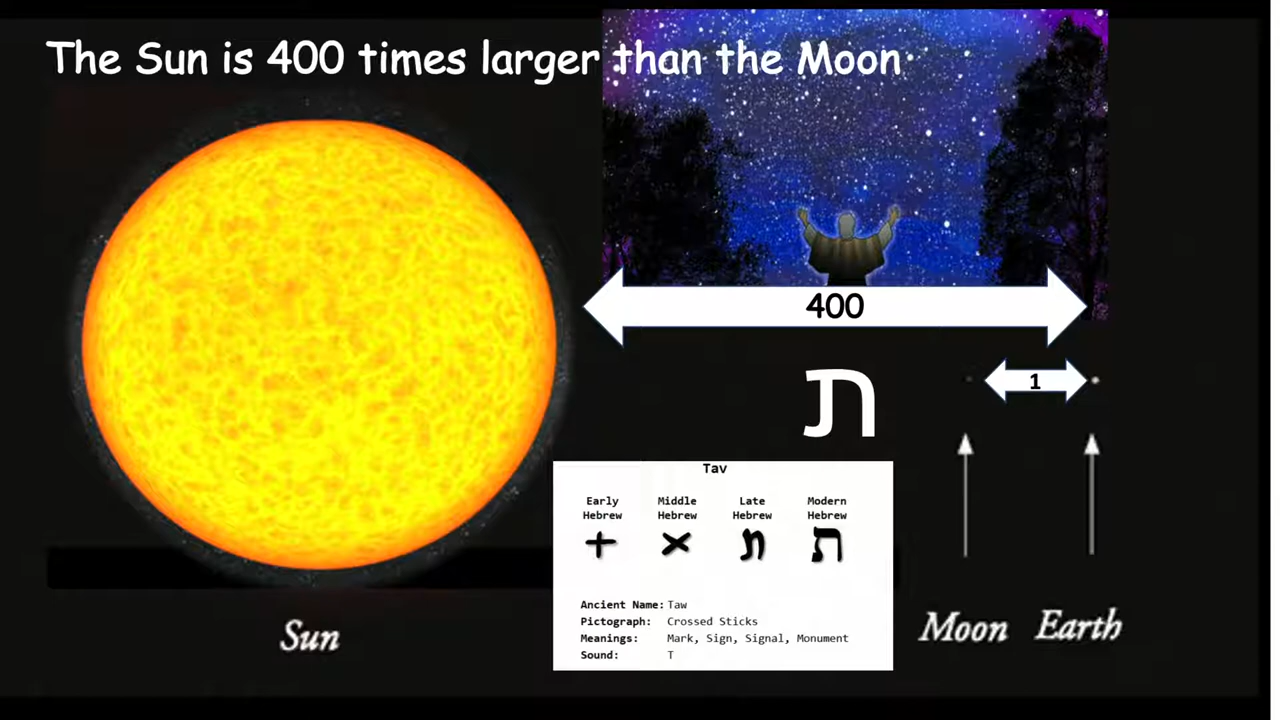 The Sun is 400 times larger than the Moon
400
1
ת
Tav
Early Hebrew
Middle Hebrew
Late Hebrew
Modern Hebrew
+ × ת ת
Ancient Name: Taw
Pictograph: Crossed Sticks
Meanings: Mark, Sign, Signal, Monument
Sound: T
Sun
Moon
Earth